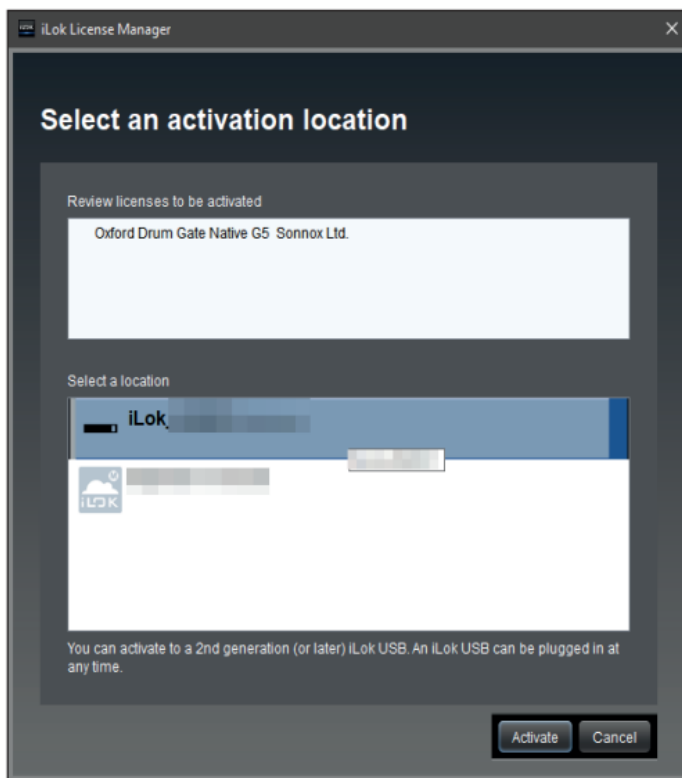 iLok License Manager
Select an activation location
Review licenses to be activated
Oxford Drum Gate Native G5 Sonnox Ltd.
Select a location
iLok_
iLOK
You can activate to a 2nd generation (or later) iLok USB. An iLok USB can be plugged in at
any time.
Activate Cancel